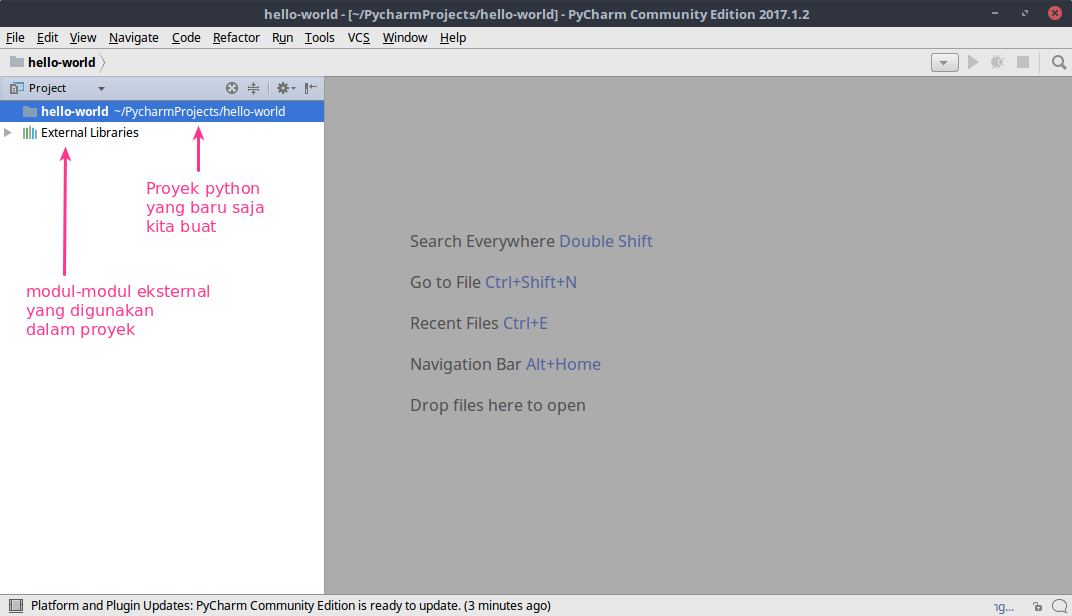 hello-world - [~/PycharmProjects/hello-world] - PyCharm Community Edition 2017.1.2
File Edit View Navigate Code Refactor Run Tools VCS Window Help
hello-world
Project
hello-world ~/PycharmProjects/hello-world
External Libraries
Proyek python
yang baru saja
kita buat
modul-modul eksternal
yang digunakan
dalam proyek
Search Everywhere Double Shift
Go to File Ctrl+Shift+N
Recent Files Ctrl+E
Navigation Bar Alt+Home
Drop files here to open
Platform and Plugin Updates: PyCharm Community Edition is ready to update. (3 minutes ago)